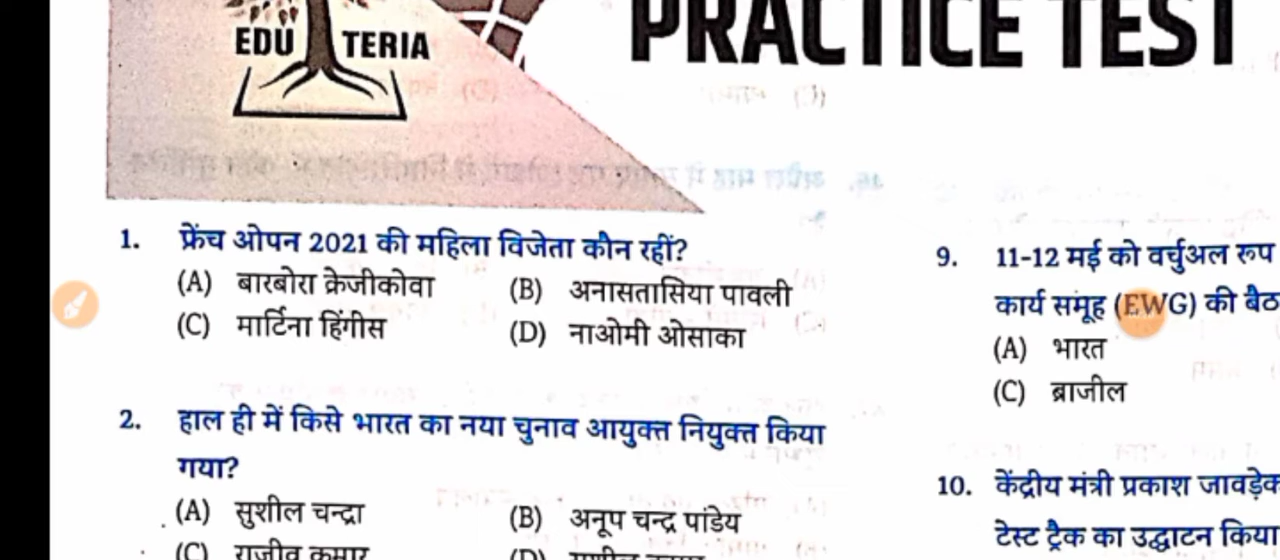 EDU TERIA
PRACTICE TEST
1. फ्रेंच ओपन 2021 की महिला विजेता कौन रहीं?
(A) बारबोरा क्रेजीकोवा (B) अनासतासिया पावली
(C) मार्टिना हिंगीस (D) नाओमी ओसाका
2. हाल ही में किसे भारत का नया चुनाव आयुक्त नियुक्त किया
गया?
(A) सुशील चन्द्रा (B) अनूप चन्द्र पांडेय
(C) राजीव कुमार (D)
9. 11-12 मई को वर्चुअल रूप
कार्य समूह (EWG) की बैठ
(A) भारत
(C) ब्राजील
10. केंद्रीय मंत्री प्रकाश जावड़ेक
टेस्ट ट्रैक का उद्घाटन किया